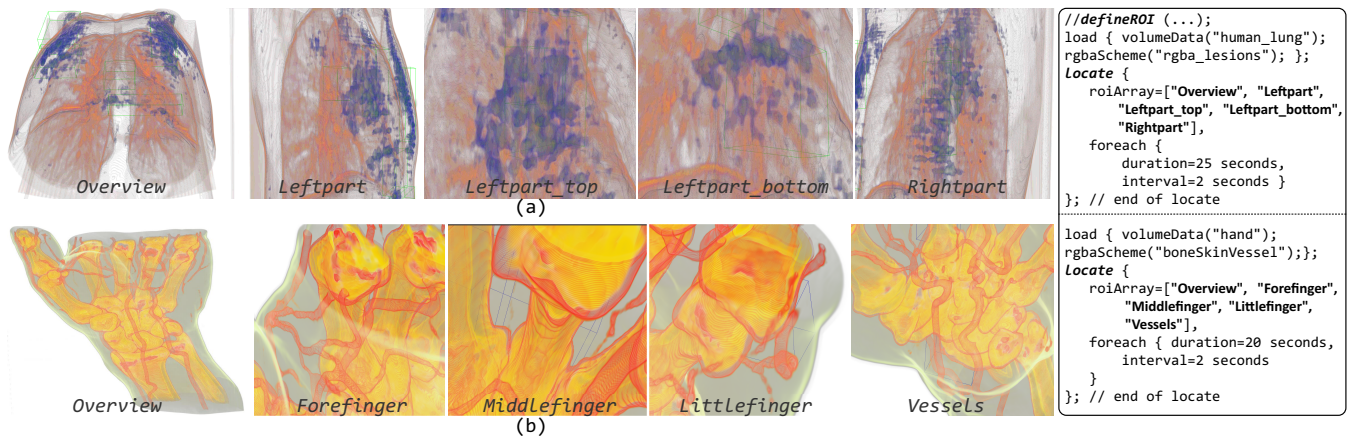 Overview
Leftpart
Leftpart_top
Leftpart_bottom
Rightpart
(a)
Overview
Forefinger
Middlefinger
Littlefinger
Vessels
(b)
//defineROI (...);
load { volumeData("human_lung");
rgbaScheme("rgba_lesions"); };
Locate {
roiArray=["Overview", "Leftpart",
"Leftpart_top", "Leftpart_bottom",
"Rightpart"],
foreach {
duration=25 seconds,
interval=2 seconds }
}; // end of locate
load { volumeData("hand");
rgbaScheme("boneSkinVessel");};
Locate {
roiArray=["Overview", "Forefinger",
"Middlefinger", "Littlefinger",
"Vessels"],
foreach { duration=20 seconds,
interval=2 seconds
}
}; // end of locate